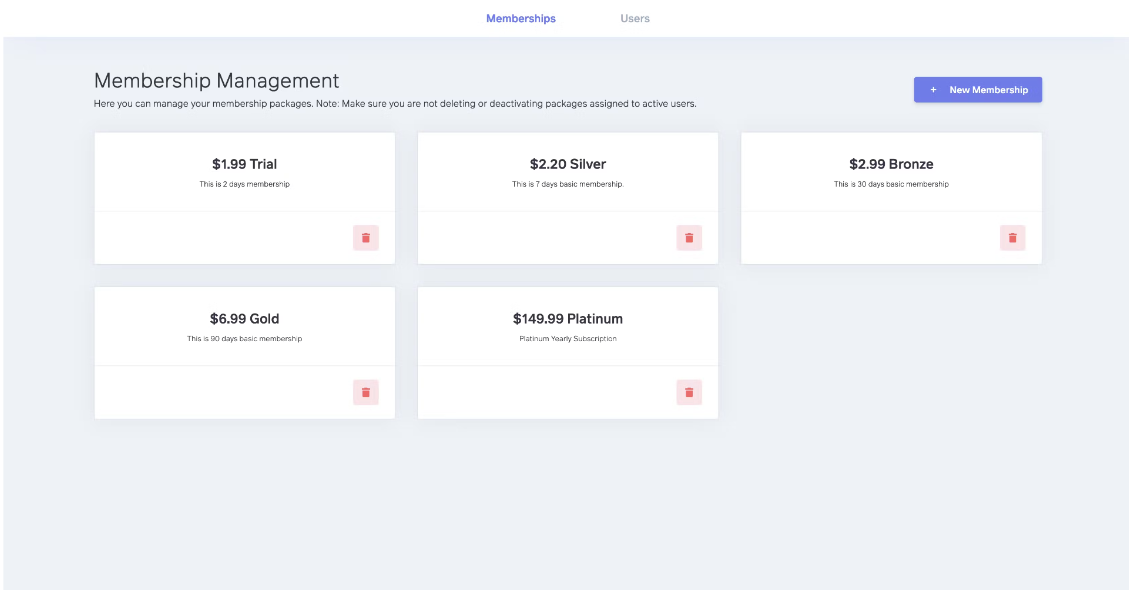 Memberships Users
Membership Management
Here you can manage your membership packages. Note: Make sure you are not deleting or deactivating packages assigned to active users.
+ New Membership
$1.99 Trial
This is 2 days membership
$2.20 Silver
This is 7 days basic membership.
$2.99 Bronze
This is 30 days basic membership
$6.99 Gold
This is 90 days basic membership
$149.99 Platinum
Platinum Yearly Subscription